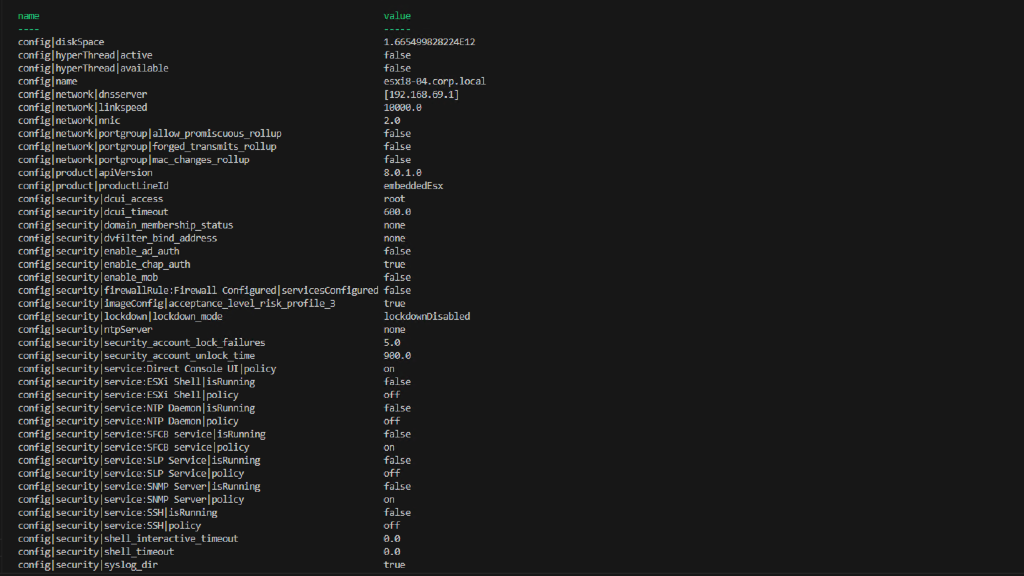 name value
---- -----
config|diskSpace 1.665499828224E12
config|hyperThread|active false
config|hyperThread|available false
config|name esxi8-04.corp.local
config|network|dnsserver [192.168.69.1]
config|network|linkspeed 10000.0
config|network|nnic 2.0
config|network|portgroup|allow_promiscuous_rollup false
config|network|portgroup|forged_transmits_rollup false
config|network|portgroup|mac_changes_rollup false
config|product|apiVersion 8.0.1.0
config|product|productLineId embeddedEsx
config|security|dcui_access root
config|security|dcui_timeout 600.0
config|security|domain_membership_status none
config|security|dvfilter_bind_address none
config|security|enable_ad_auth false
config|security|enable_chap_auth true
config|security|enable_mob false
config|security|firewallRule:Firewall Configured|servicesConfigured false
config|security|imageConfig|acceptance_level_risk_profile_3 true
config|security|lockdown|lockdown_mode lockdownDisabled
config|security|ntpServer none
config|security|security_account_lock_failures 5.0
config|security|security_account_unlock_time 900.0
config|security|service:Direct Console UI|policy on
config|security|service:ESXi Shell|isRunning false
config|security|service:ESXi Shell|policy off
config|security|service:NTP Daemon|isRunning false
config|security|service:NTP Daemon|policy off
config|security|service:SFCB service|isRunning false
config|security|service:SFCB service|policy on
config|security|service:SLP Service|isRunning false
config|security|service:SLP Service|policy off
config|security|service:SNMP Server|isRunning false
config|security|service:SNMP Server|policy on
config|security|service:SSH|isRunning false
config|security|service:SSH|policy off
config|security|shell_interactive_timeout 0.0
config|security|shell_timeout 0.0
config|security|syslog_dir true